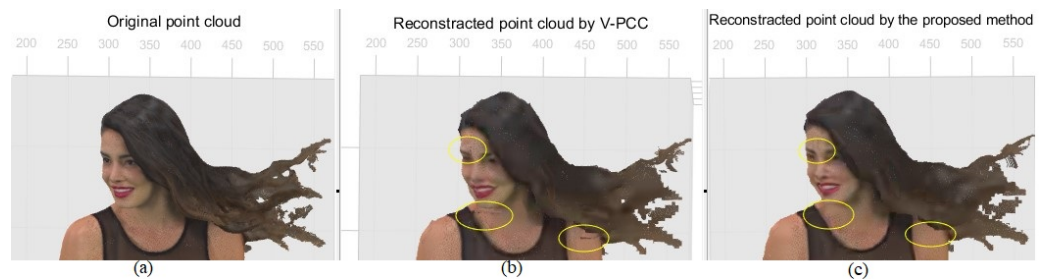 Original point cloud
Reconstracted point cloud by V-PCC
Reconstracted point cloud by the proposed method
200 250 300 350 400 450 500 550
200 250 300 350 400 450 500 550
200 250 300 350 400 450 500 550
(a)
(b)
(c)